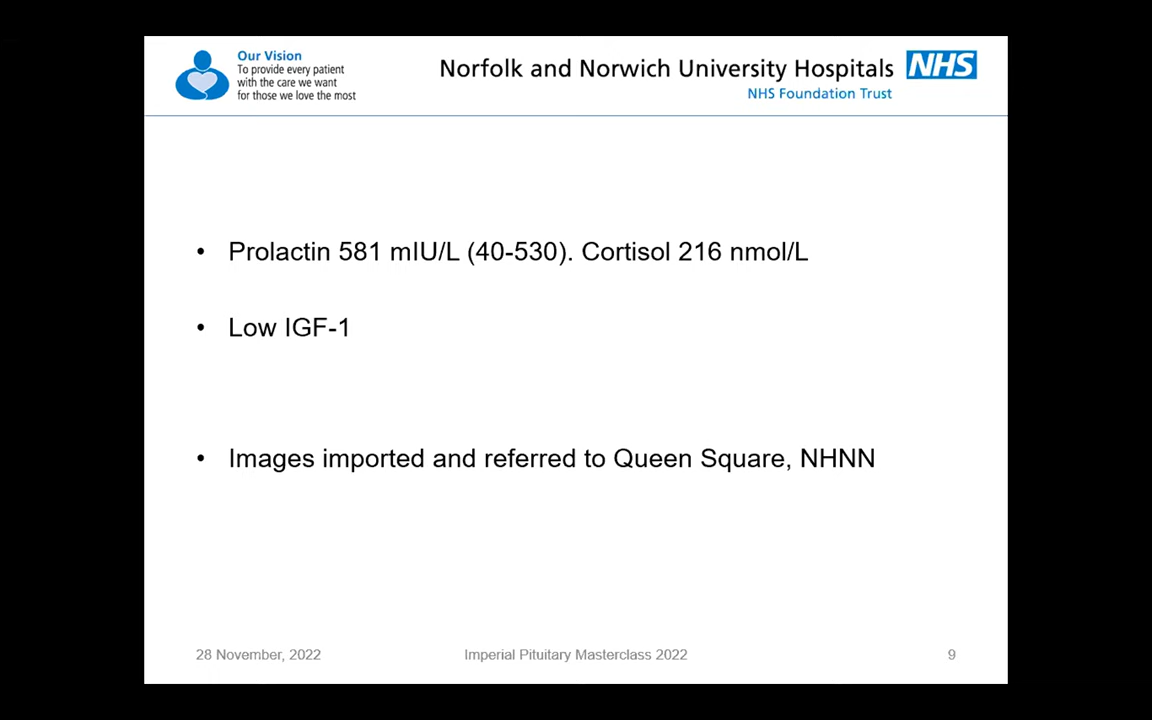 Our Vision
To provide every patient
with the care we want
for those we love the most
Norfolk and Norwich University Hospitals NHS
NHS Foundation Trust
• Prolactin 581 mIU/L (40-530). Cortisol 216 nmol/L
• Low IGF-1
• Images imported and referred to Queen Square, NHNN
28 November, 2022 Imperial Pituitary Masterclass 2022 9